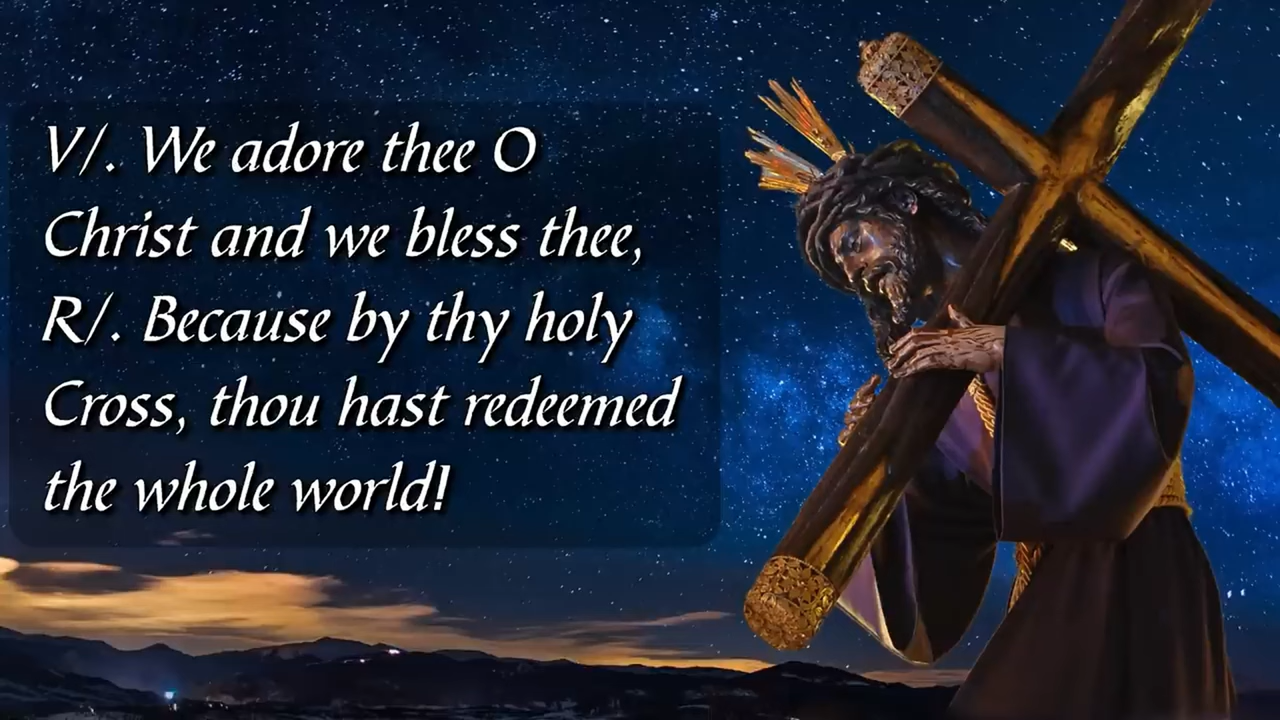 V/. We adore thee O
Christ and we bless thee,
R/. Because by thy holy
Cross, thou hast redeemed
the whole world!